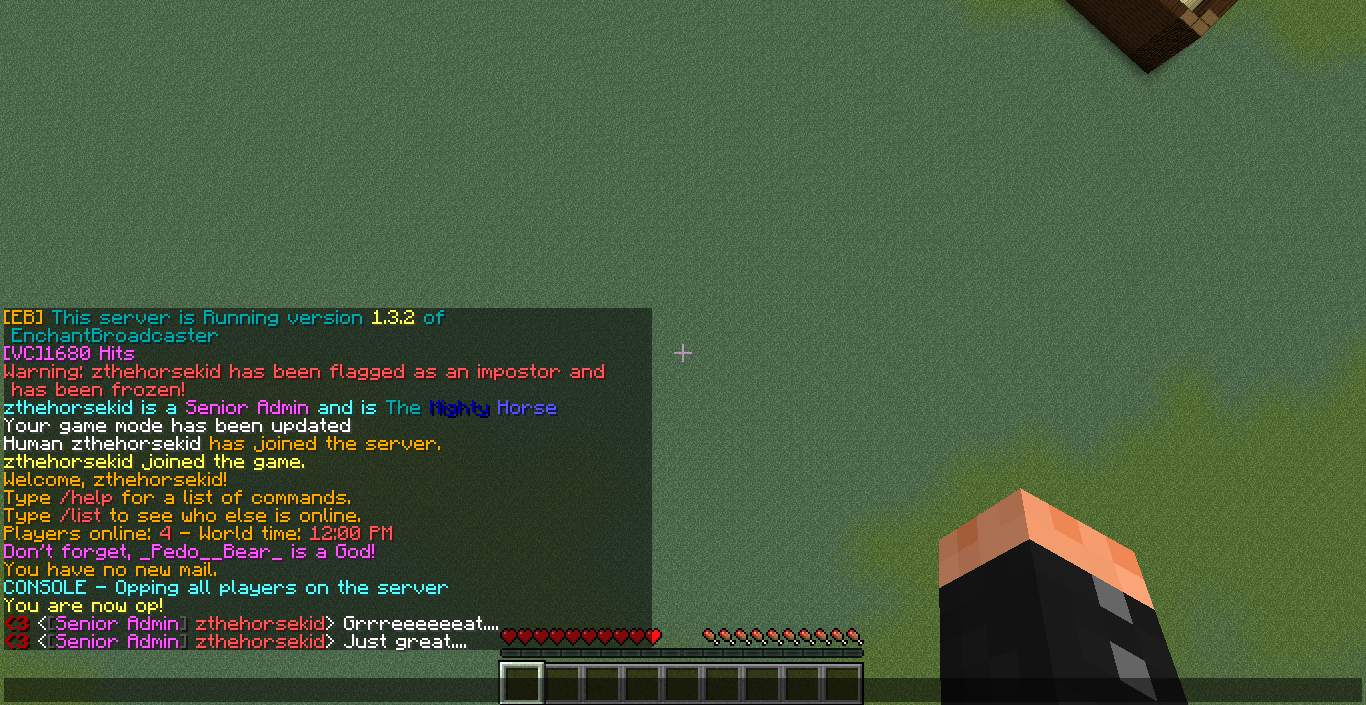 [EB] This server is Running version 1.3.2 of
EnchantBroadcaster
[VC]1680 Hits
Warning: zthehorsekid has been flagged as an impostor and
has been frozen!
zthehorsekid is a Senior Admin and is The Mighty Horse
Your game mode has been updated
Human zthehorsekid has joined the server.
zthehorsekid joined the game.
Welcome, zthehorsekid!
Type /help for a list of commands.
Type /list to see who else is online.
Players online: 4 - World time: 12:00 PM
Don't forget, _Pedo__Bear_ is a God!
You have no new mail.
CONSOLE - Opping all players on the server
You are now op!
<3 <[Senior Admin] zthehorsekid> Grrreeeeeeat....
<3 <[Senior Admin] zthehorsekid> Just great....